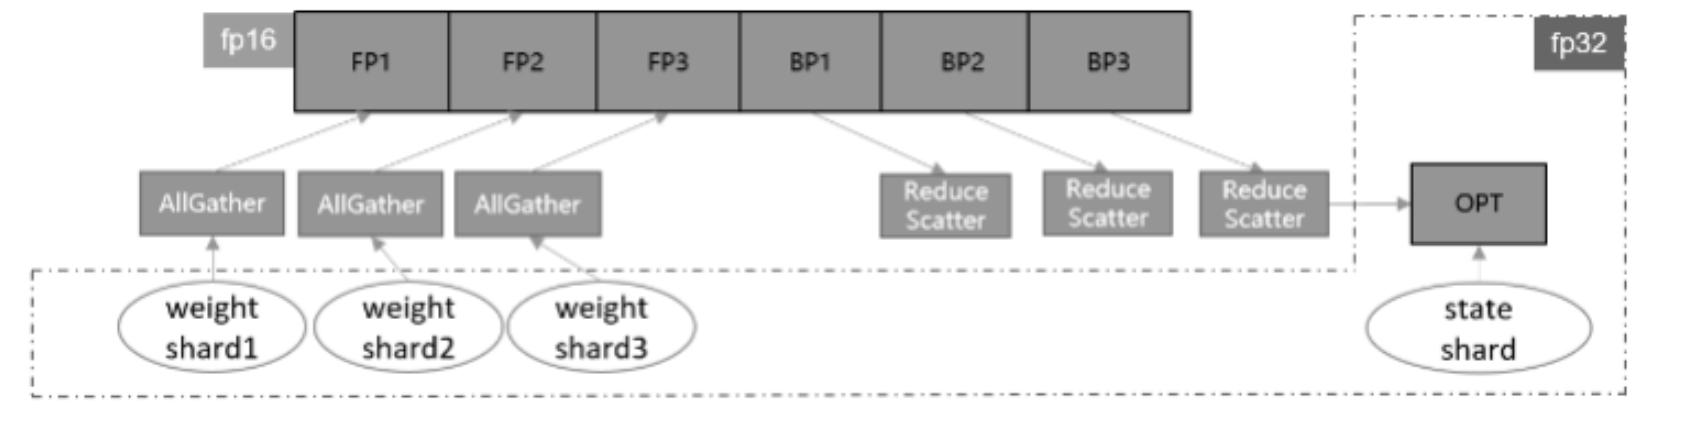 fp16
FP1
FP2
FP3
BP1
BP2
BP3
fp32
AllGather
AllGather
AllGather
Reduce
Scatter
Reduce
Scatter
Reduce
Scatter
OPT
weight
shard1
weight
shard2
weight
shard3
state
shard